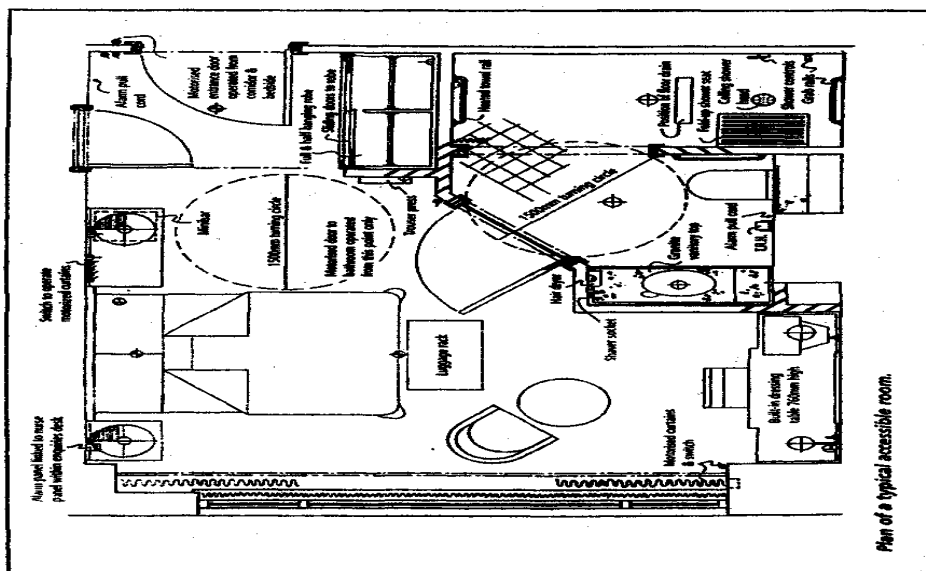 Alarm pull
cord
Motorised
entrance door
operated from
corridor &
bedside
Full & half hanging robe
Sliding doors to robe
Heated towel rail
Position of floor drain
Fold-up shower seat
Ceiling shower
head
Shower controls
Grab rails
Switch to operate
motorized curtains
Minibar
1500mm turning circle
Motorised door to
bathroom operated
from this point only
Trouser press
1500mm turning circle
Alarm panel linked to nurse
panel within enquiries desk
Luggage rack
Hair dryer
Shaver socket
Granite
vanitory top
Alarm pull cord
T.R.H.
Motorised curtains
& switch
Built-in dressing
table 760mm high
Plan of a typical accessible room.